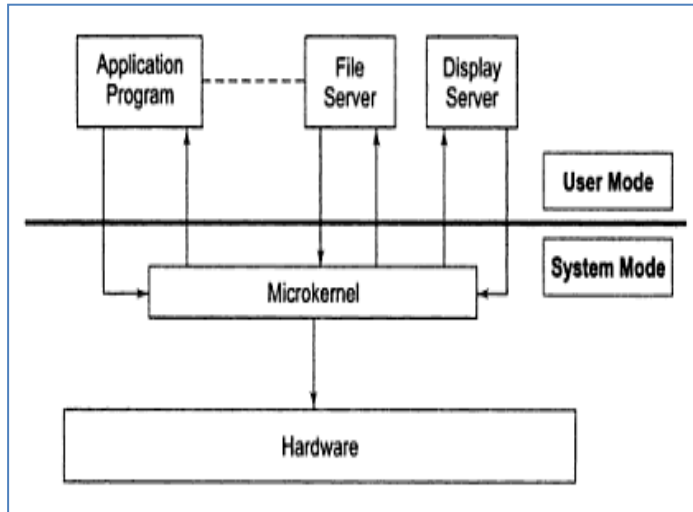 Application
Program
File
Server
Display
Server
User Mode
System Mode
Microkernel
Hardware